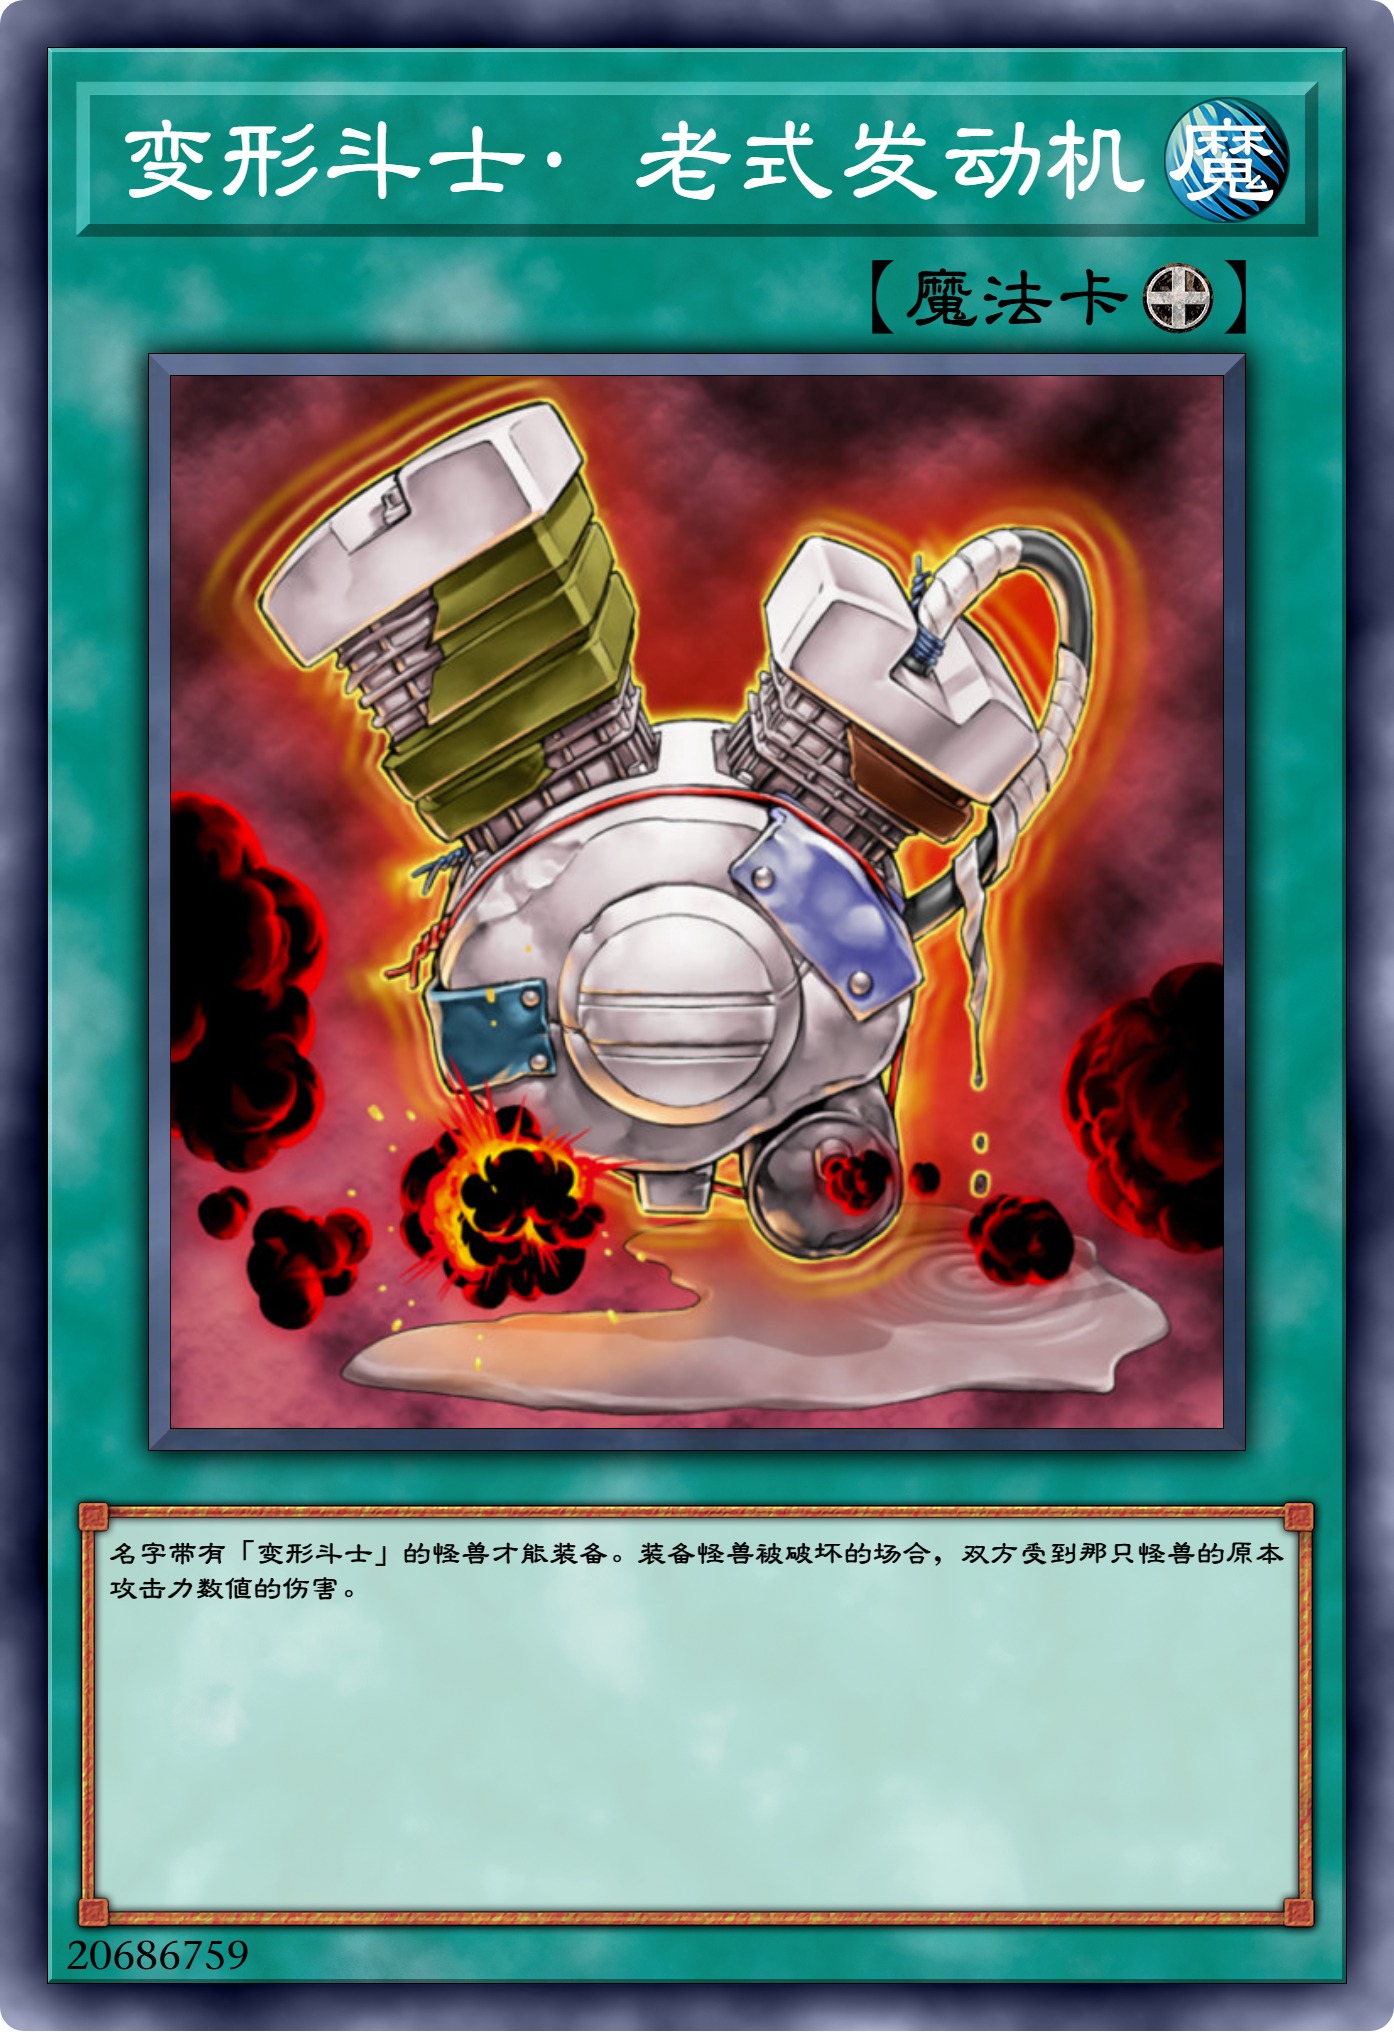 变形斗士·老式发动机 魔
【魔法卡】
名字带有「变形斗士」的怪兽才能装备。装备怪兽被破坏的场合，双方受到那只怪兽的原本
攻击力数值的伤害。
20686759